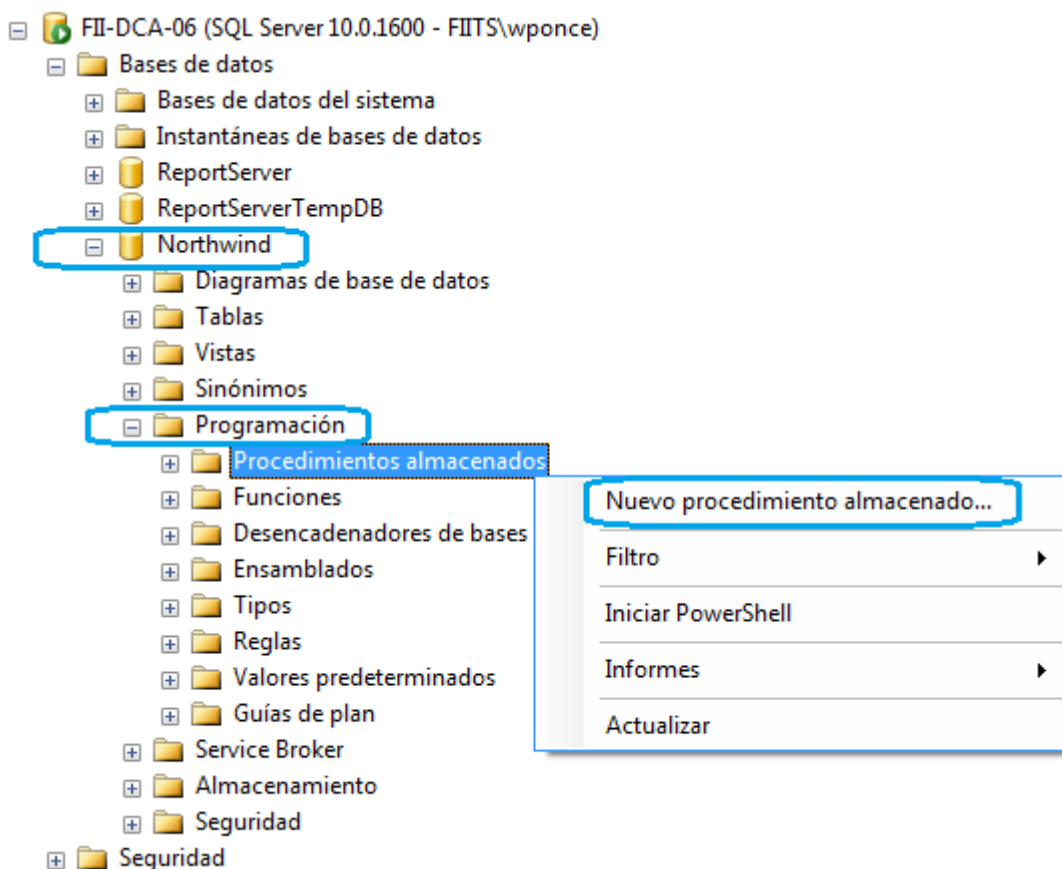 FII-DCA-06 (SQL Server 10.0.1600 - FIITS\wponce)
Bases de datos
Bases de datos del sistema
Instantáneas de bases de datos
ReportServer
ReportServerTempDB
Northwind
Diagramas de base de datos
Tablas
Vistas
Sinónimos
Programación
Procedimientos almacenados
Nuevo procedimiento almacenado...
Funciones
Desencadenadores de bases
Filtro
Ensamblados
Tipos
Iniciar PowerShell
Reglas
Valores predeterminados
Informes
Guías de plan
Actualizar
Service Broker
Almacenamiento
Seguridad
Seguridad